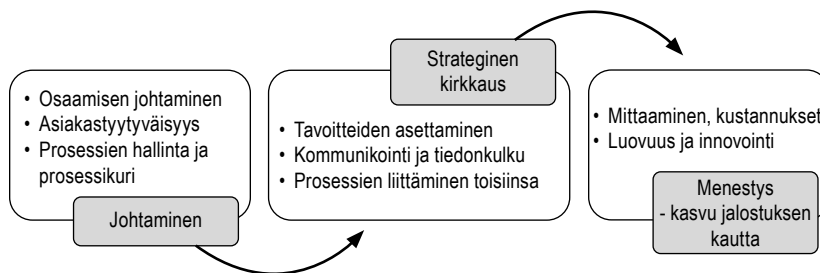 • Osaamisen johtaminen
• Asiakastyytyväisyys
• Prosessien hallinta ja
prosessikuri
Johtaminen
Strateginen
kirkkaus
• Tavoitteiden asettaminen
• Kommunikointi ja tiedonkulku
• Prosessien liittäminen toisiinsa
• Mittaaminen, kustannukset
• Luovuus ja innovointi
Menestys
- kasvu jalostuksen
kautta